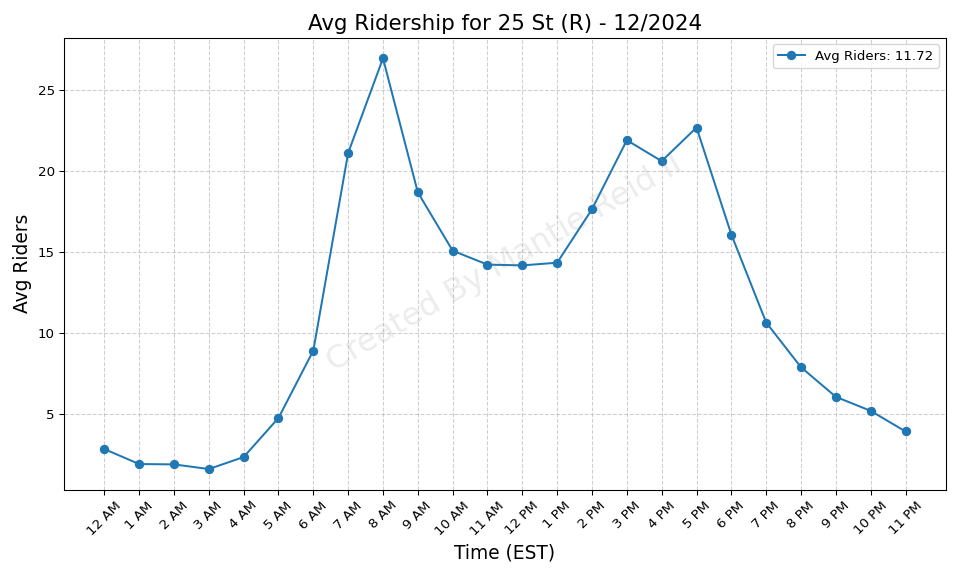 Avg Ridership for 25 St (R) - 12/2024
Avg Riders: 11.72
25
20
15
10
5
Avg Riders
Created By Mantie Reid II
12 AM
1 AM
2 AM
3 AM
4 AM
5 AM
6 AM
7 AM
8 AM
9 AM
10 AM
11 AM
12 PM
1 PM
2 PM
3 PM
4 PM
5 PM
6 PM
7 PM
8 PM
9 PM
10 PM
11 PM
Time (EST)